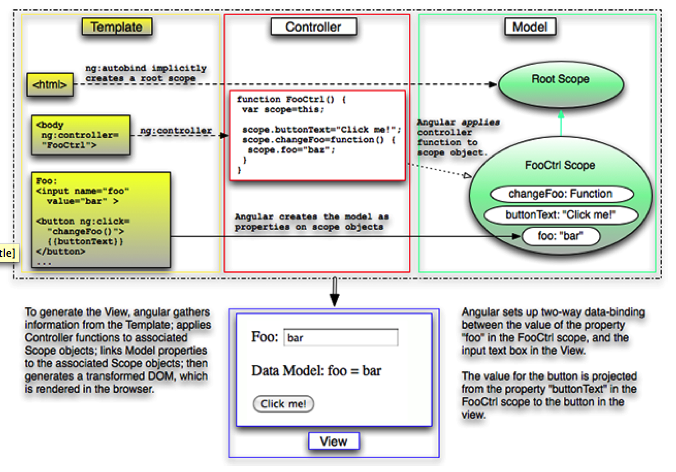 Template
Controller
Model
ng:autobind implicitly
creates a root scope
<html>
Root Scope
<body
ng:controller=
"FooCtrl">
ng:controller
function FooCtrl() {
var scope=this;
scope.buttonText="Click me!";
scope.changeFoo=function() {
scope.foo="bar";
}
}
Angular applies
controller
function to
scope object.
FooCtrl Scope
changeFoo: Function
buttonText: "Click me!"
foo: "bar"
Foo:
<input name="foo"
value="bar" >
<button ng:click=
"changeFoo()">
{{buttonText}}
</button>
...
Angular creates the model as
properties on scope objects
tle]
To generate the View, angular gathers
information from the Template; applies
Controller functions to associated
Scope objects; links Model properties
to the associated Scope objects; then
generates a transformed DOM, which
is rendered in the browser.
Foo: bar
Data Model: foo = bar
Click me!
View
Angular sets up two-way data-binding
between the value of the property
"foo" in the FooCtrl scope, and the
input text box in the View.
The value for the button is projected
from the property "buttonText" in the
FooCtrl scope to the button in the
view.